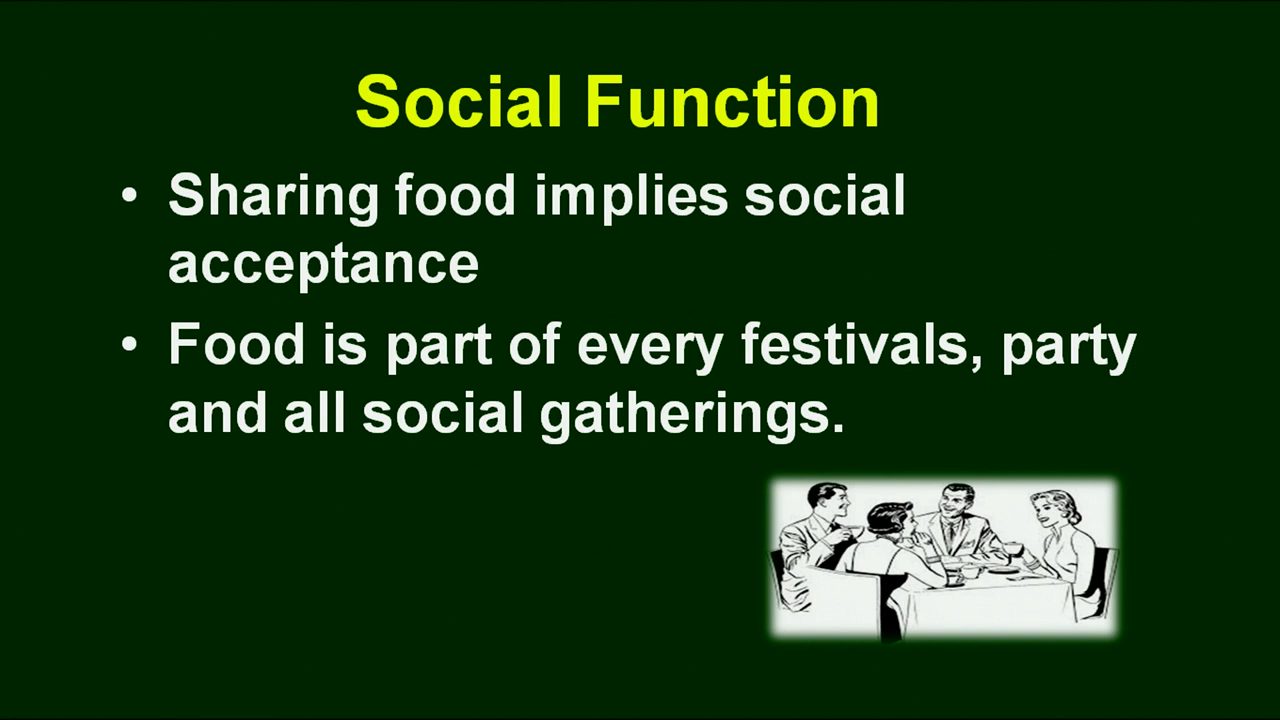 Social Function
• Sharing food implies social
acceptance
• Food is part of every festivals, party
and all social gatherings.